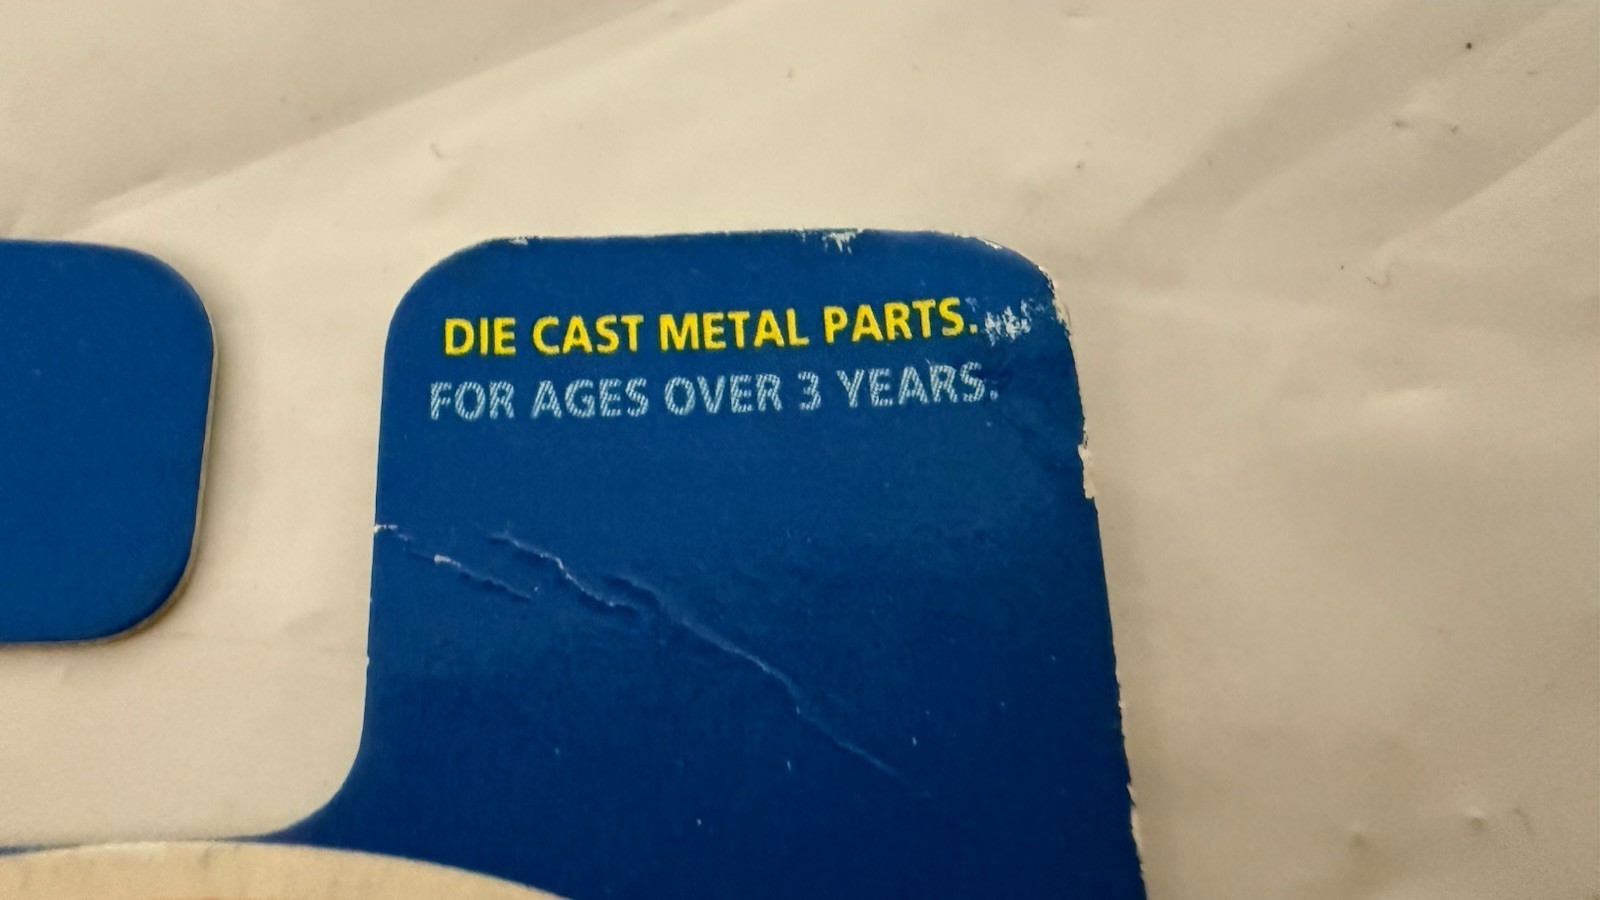 DIE CAST METAL PARTS.
FOR AGES OVER 3 YEARS.